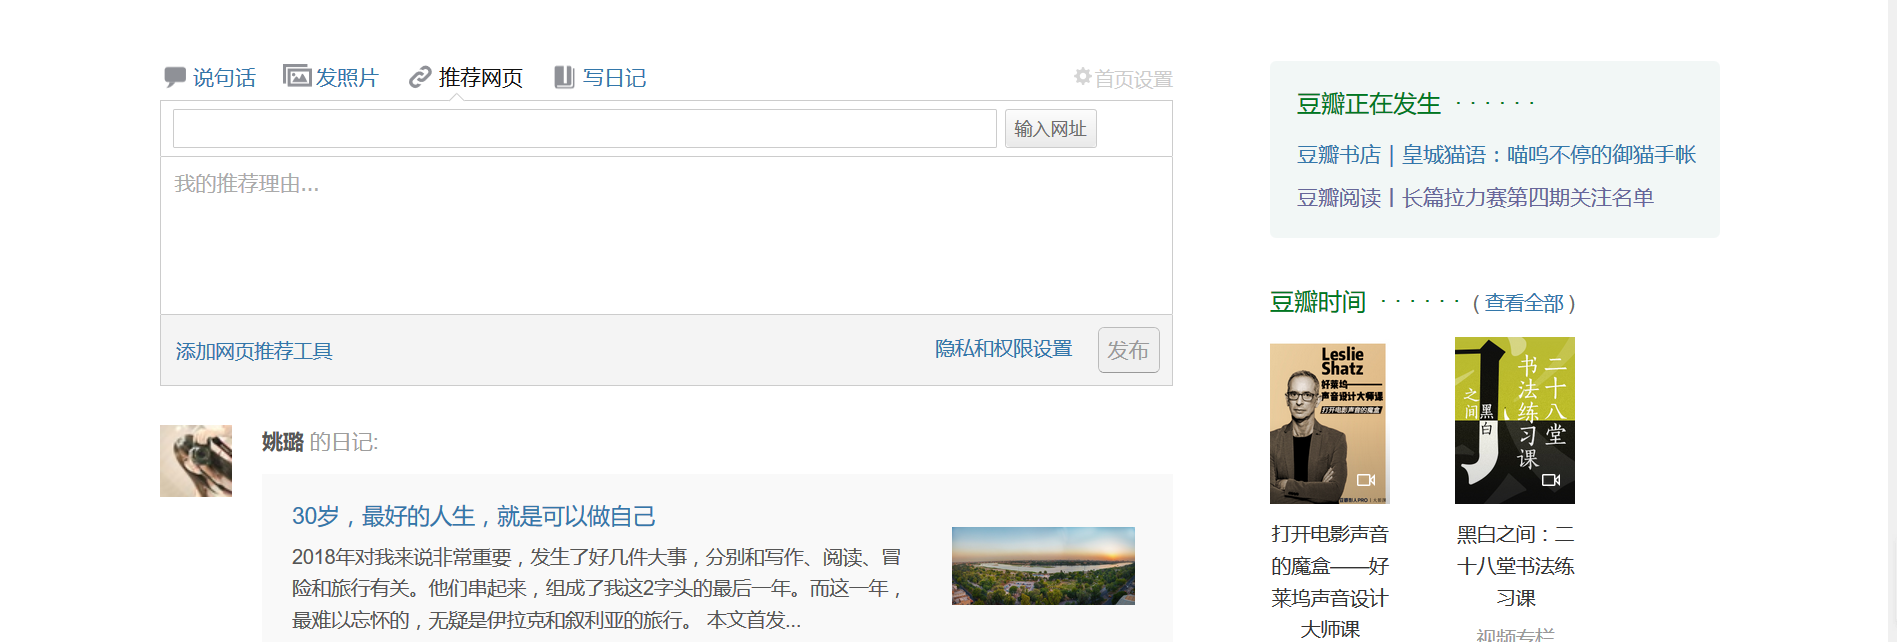 说句话 发照片 推荐网页 写日记 首页设置
输入网址
我的推荐理由...
添加网页推荐工具 隐私和权限设置 发布
姚璐 的日记:
30岁，最好的人生，就是可以做自己
2018年对我来说非常重要，发生了好几件大事，分别和写作、阅读、冒
险和旅行有关。他们串起来，组成了我这2字头的最后一年。而这一年，
最难以忘怀的，无疑是伊拉克和叙利亚的旅行。 本文首发...
豆瓣正在发生 · · · · · ·
豆瓣书店 | 皇城猫语：喵呜不停的御猫手帐
豆瓣阅读丨长篇拉力赛第四期关注名单
豆瓣时间 · · · · · · ( 查看全部 )
Leslie
Shatz
好莱坞
声音设计大师课
打开电影声音的魔盒
打开电影声音
的魔盒——好
莱坞声音设计
大师课
二十八堂
书法练习课
黑白
之间
黑白之间：二
十八堂书法练
习课
视频专栏